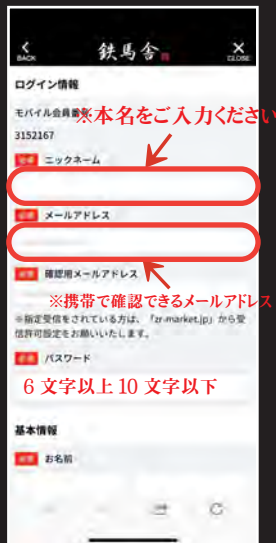 BACK
鉄馬舎
CLOSE
ログイン情報
モバイル会員番号
※本名をご入力ください
3152167
必須 ニックネーム
必須 メールアドレス
必須 確認用メールアドレス
※携帯で確認できるメールアドレス
※指定受信をされている方は、「zr-market.jp」から受
信許可設定をお願いいたします。
必須 パスワード
6 文字以上 10 文字以下
基本情報
必須 お名前